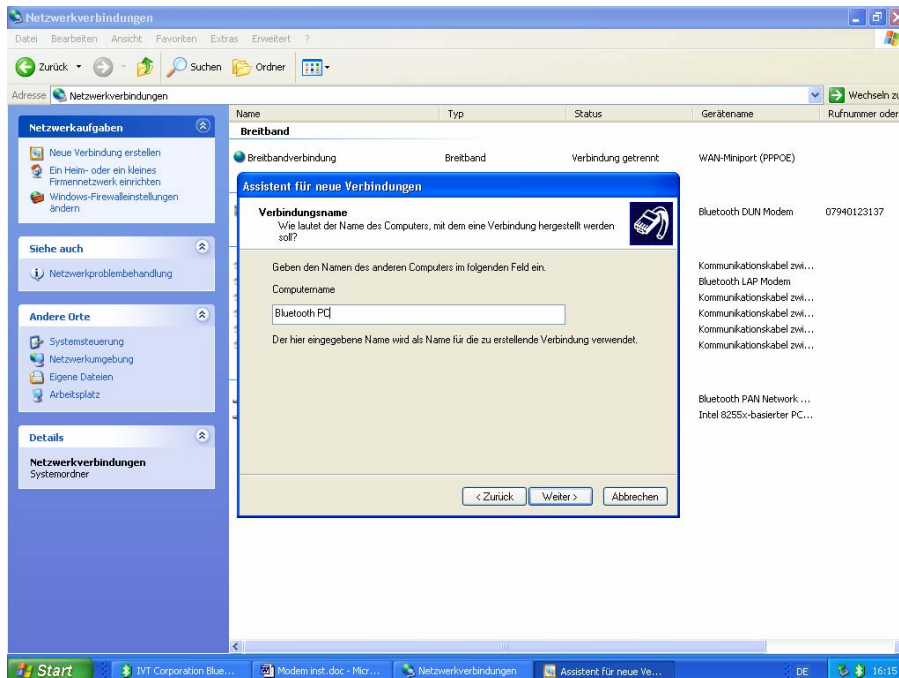 Netzwerkverbindungen
Datei Bearbeiten Ansicht Favoriten Extras Erweitert ?
Zurück Suchen Ordner
Adresse Netzwerkverbindungen Wechseln zu
Name Typ Status Gerätename Rufnummer oder
Netzwerkaufgaben
Neue Verbindung erstellen
Ein Heim- oder ein kleines
Firmennetzwerk einrichten
Windows-Firewalleinstellungen
ändern
Siehe auch
Netzwerkproblembehandlung
Andere Orte
Systemsteuerung
Netzwerkumgebung
Eigene Dateien
Arbeitsplatz
Details
Netzwerkverbindungen
Systemordner
Breitband
Breitbandverbindung Breitband Verbindung getrennt WAN-Miniport (PPPOE)
Bluetooth DUN Modem 07940123137
Kommunikationskabel zwi...
Bluetooth LAP Modem
Kommunikationskabel zwi...
Kommunikationskabel zwi...
Kommunikationskabel zwi...
Kommunikationskabel zwi...
Bluetooth PAN Network ...
Intel 8255x-basierter PC...
Assistent für neue Verbindungen
Verbindungsname
Wie lautet der Name des Computers, mit dem eine Verbindung hergestellt werden
soll?
Geben den Namen des anderen Computers im folgenden Feld ein.
Computername
Bluetooth PC
Der hier eingegebene Name wird als Name für die zu erstellende Verbindung verwendet.
< Zurück Weiter > Abbrechen
Start IVT Corporation Blue... Modem inst.doc - Micr... Netzwerkverbindungen Assistent für neue Ve... DE 16:15